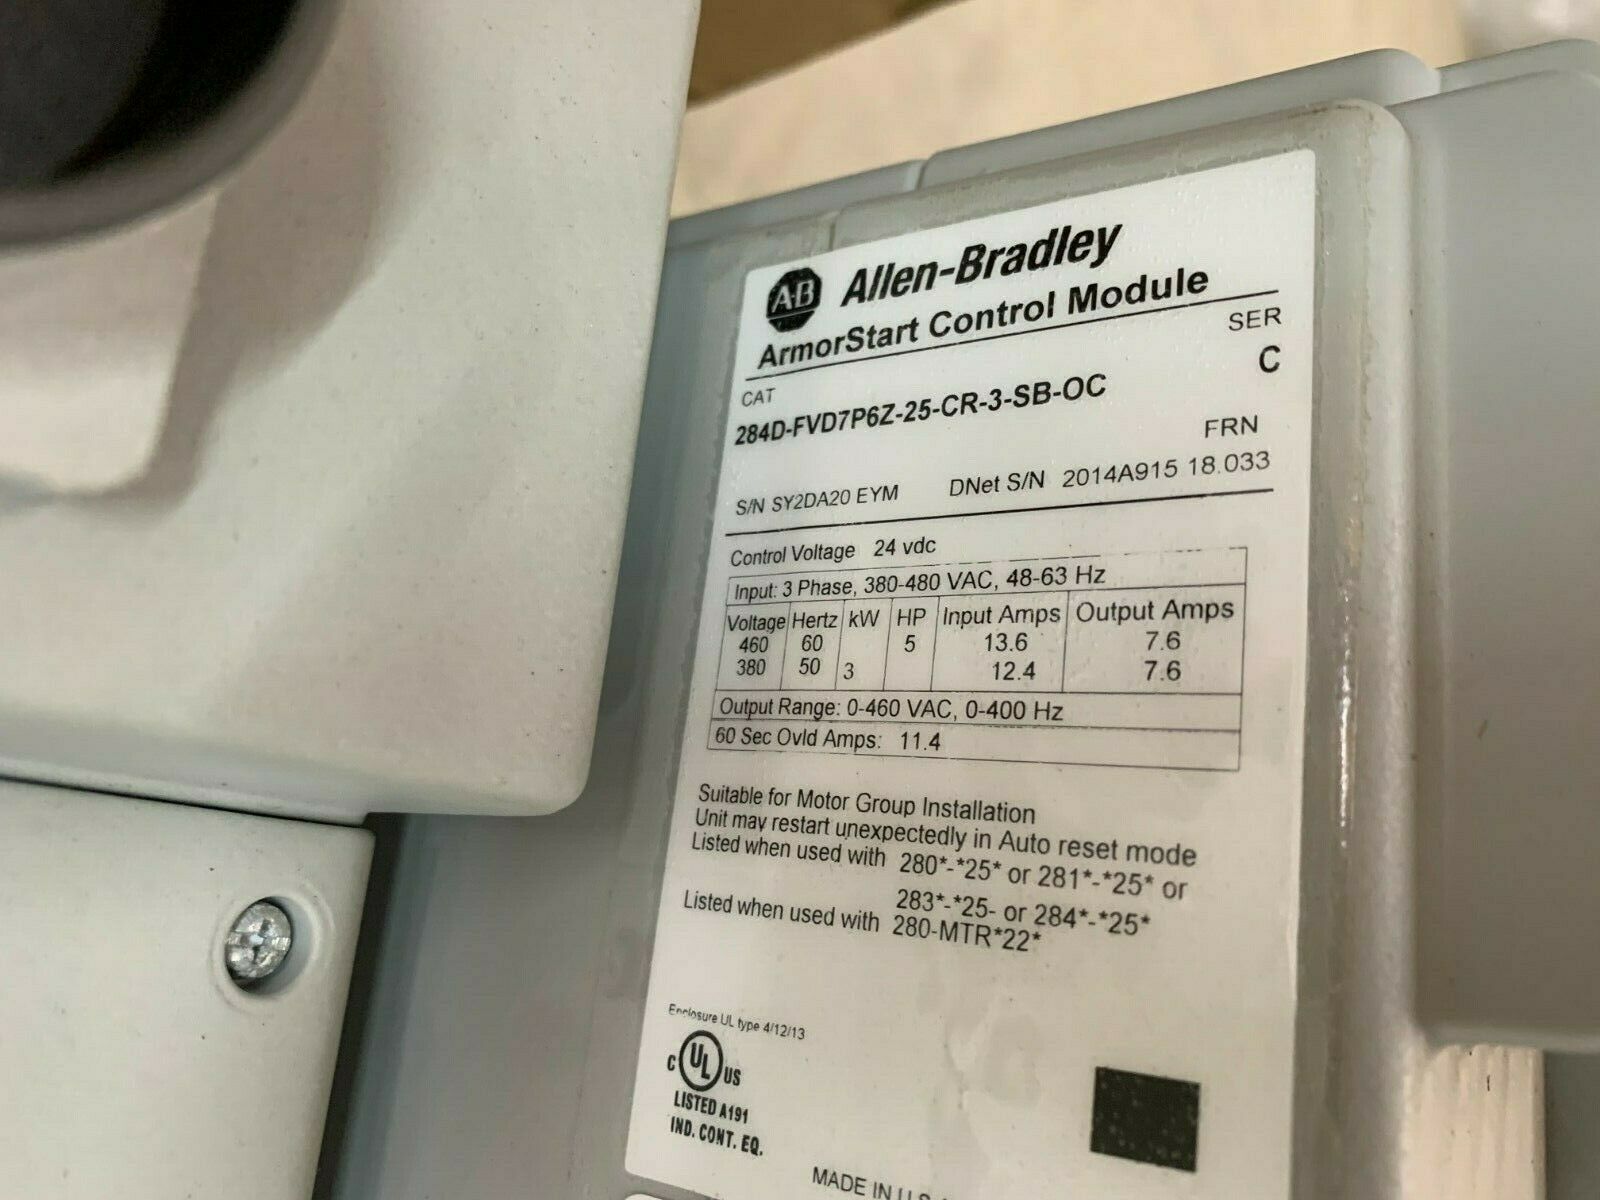 AB Allen-Bradley
ArmorStart Control Module
CAT SER
284D-FVD7P6Z-25-CR-3-SB-OC C
FRN
S/N SY2DA20 EYM DNet S/N 2014A915 18.033
Control Voltage 24 vdc
Input: 3 Phase, 380-480 VAC, 48-63 Hz
Voltage Hertz kW HP Input Amps Output Amps
460 60 5 13.6 7.6
380 50 3 12.4 7.6
Output Range: 0-460 VAC, 0-400 Hz
60 Sec Ovld Amps: 11.4
Suitable for Motor Group Installation
Unit may restart unexpectedly in Auto reset mode
Listed when used with 280*-*25* or 281*-*25* or
283*-*25- or 284*-*25*
Listed when used with 280-MTR*22*
Enclosure UL type 4/12/13
C UL US
LISTED A191
IND. CONT. EQ.
MADE IN U.S.